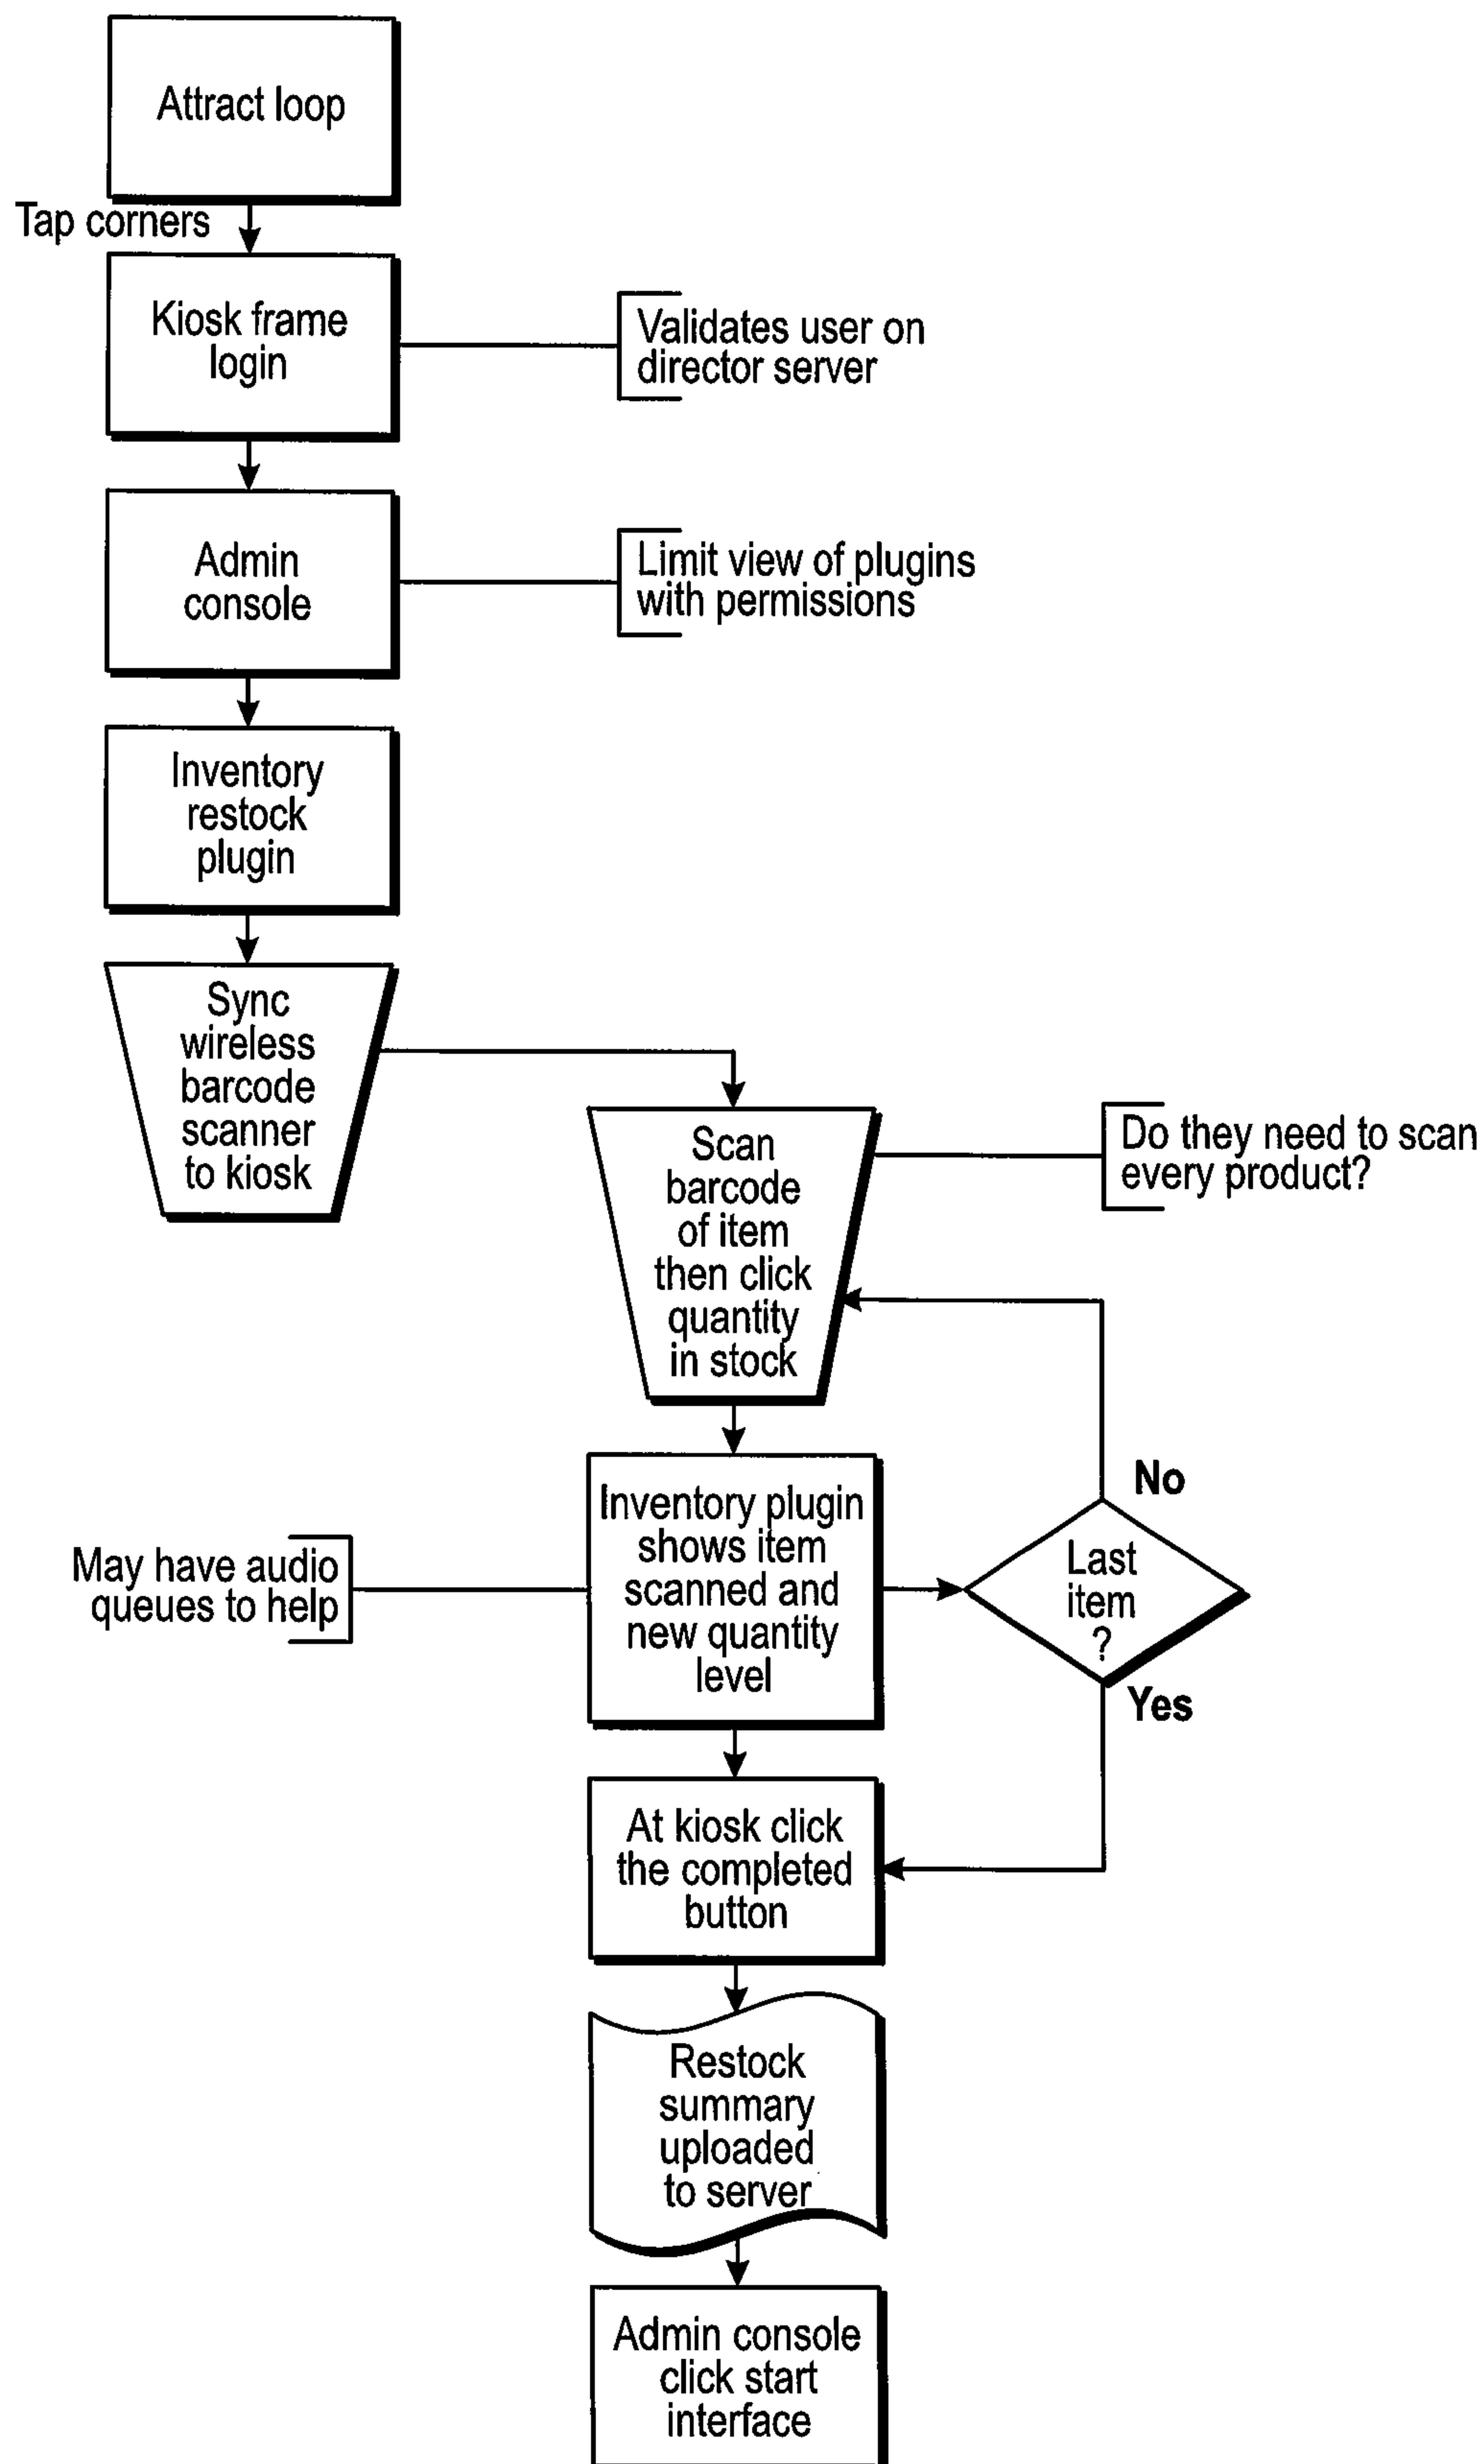 Attract loop
Tap corners
Kiosk frame
login
Validates user on
director server
Admin
console
Limit view of plugins
with permissions
Inventory
restock
plugin
Sync
wireless
barcode
scanner
to kiosk
Scan
barcode
of item
then click
quantity
in stock
Do they need to scan
every product?
No
Inventory plugin
shows item
scanned and
new quantity
level
May have audio
queues to help
Last
item
?
Yes
At kiosk click
the completed
button
Restock
summary
uploaded
to server
Admin console
click start
interface